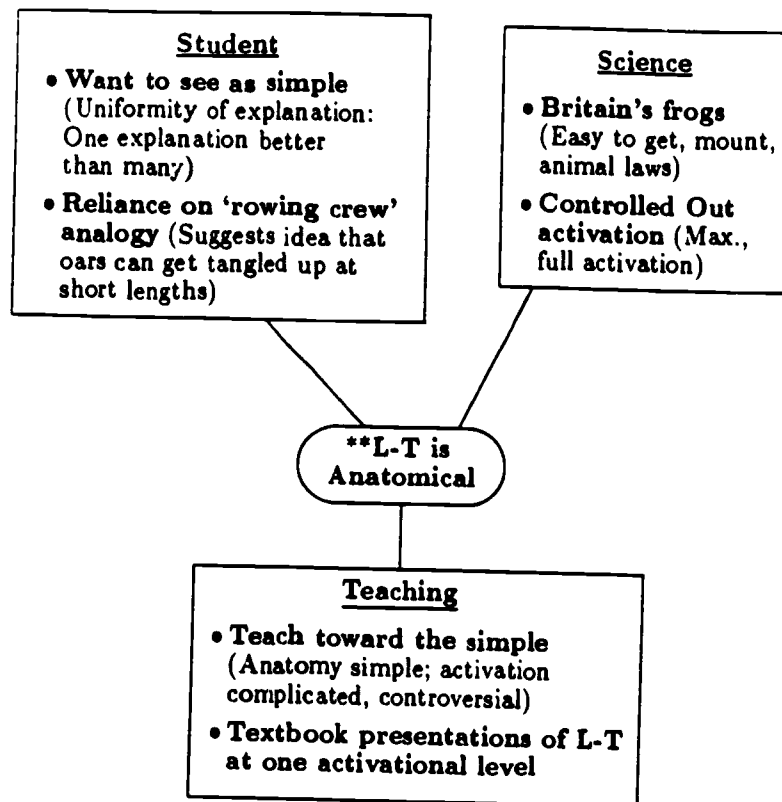 Student
• Want to see as simple
(Uniformity of explanation:
One explanation better
than many)
• Reliance on 'rowing crew'
analogy (Suggests idea that
oars can get tangled up at
short lengths)
Science
• Britain's frogs
(Easy to get, mount,
animal laws)
• Controlled Out
activation (Max.,
full activation)
**L-T is
Anatomical
Teaching
• Teach toward the simple
(Anatomy simple; activation
complicated, controversial)
• Textbook presentations of L-T
at one activational level